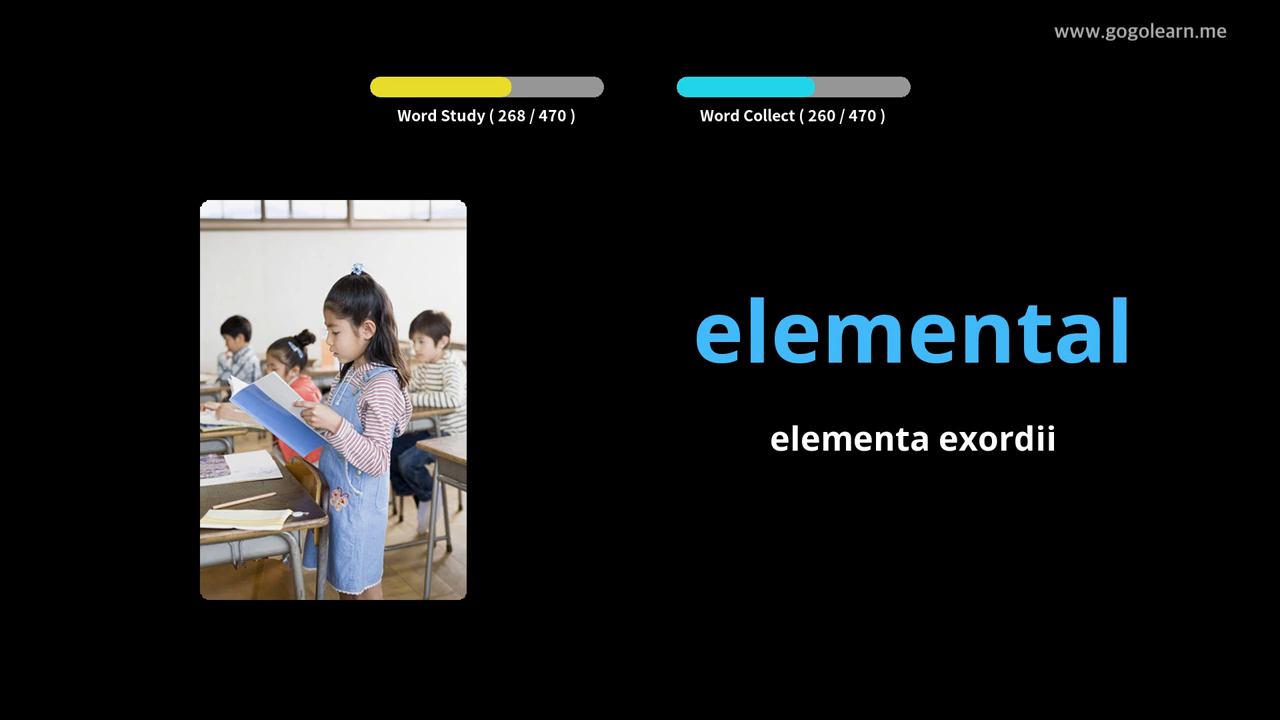 www.gogolearn.me
Word Study ( 268 / 470 )
Word Collect ( 260 / 470 )
elemental
elementa exordii